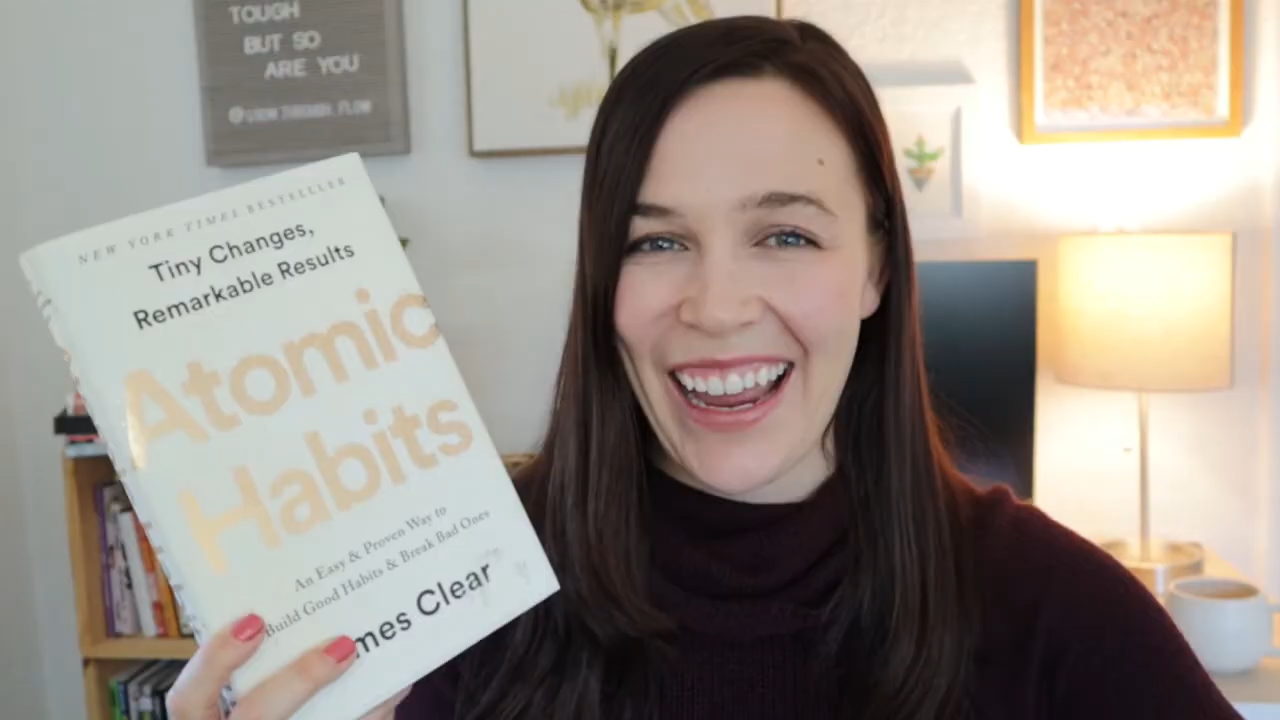 TOUGH
BUT SO
ARE YOU
NEW YORK TIMES BESTSELLER
Tiny Changes,
Remarkable Results
Atomic
Habits
An Easy & Proven Way to
Build Good Habits & Break Bad Ones
mes Clear